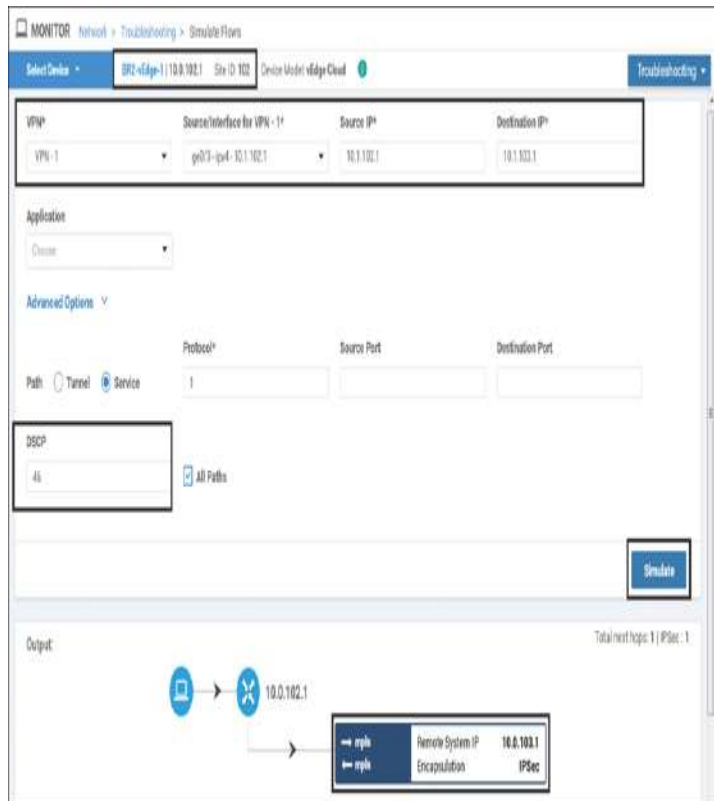 MONITOR Network > Troubleshooting > Simulate Flows
Select Device BR2-vEdge-1 | 10.0.102.1 Site ID: 102 Device Model: vEdge Cloud Troubleshooting
VPN* Source/Interface for VPN - 1* Source IP* Destination IP*
VPN - 1 ge0/3 - ipv4 - 10.1.102.1 10.1.102.1 10.1.103.1
Application
Choose
Advanced Options
Protocol* Source Port Destination Port
Path Tunnel Service 1
DSCP
46 All Paths
Simulate
Output: Total next hops: 1 | IPSec : 1
10.0.102.1
mpls Remote System IP 10.0.103.1
mpls Encapsulation IPSec